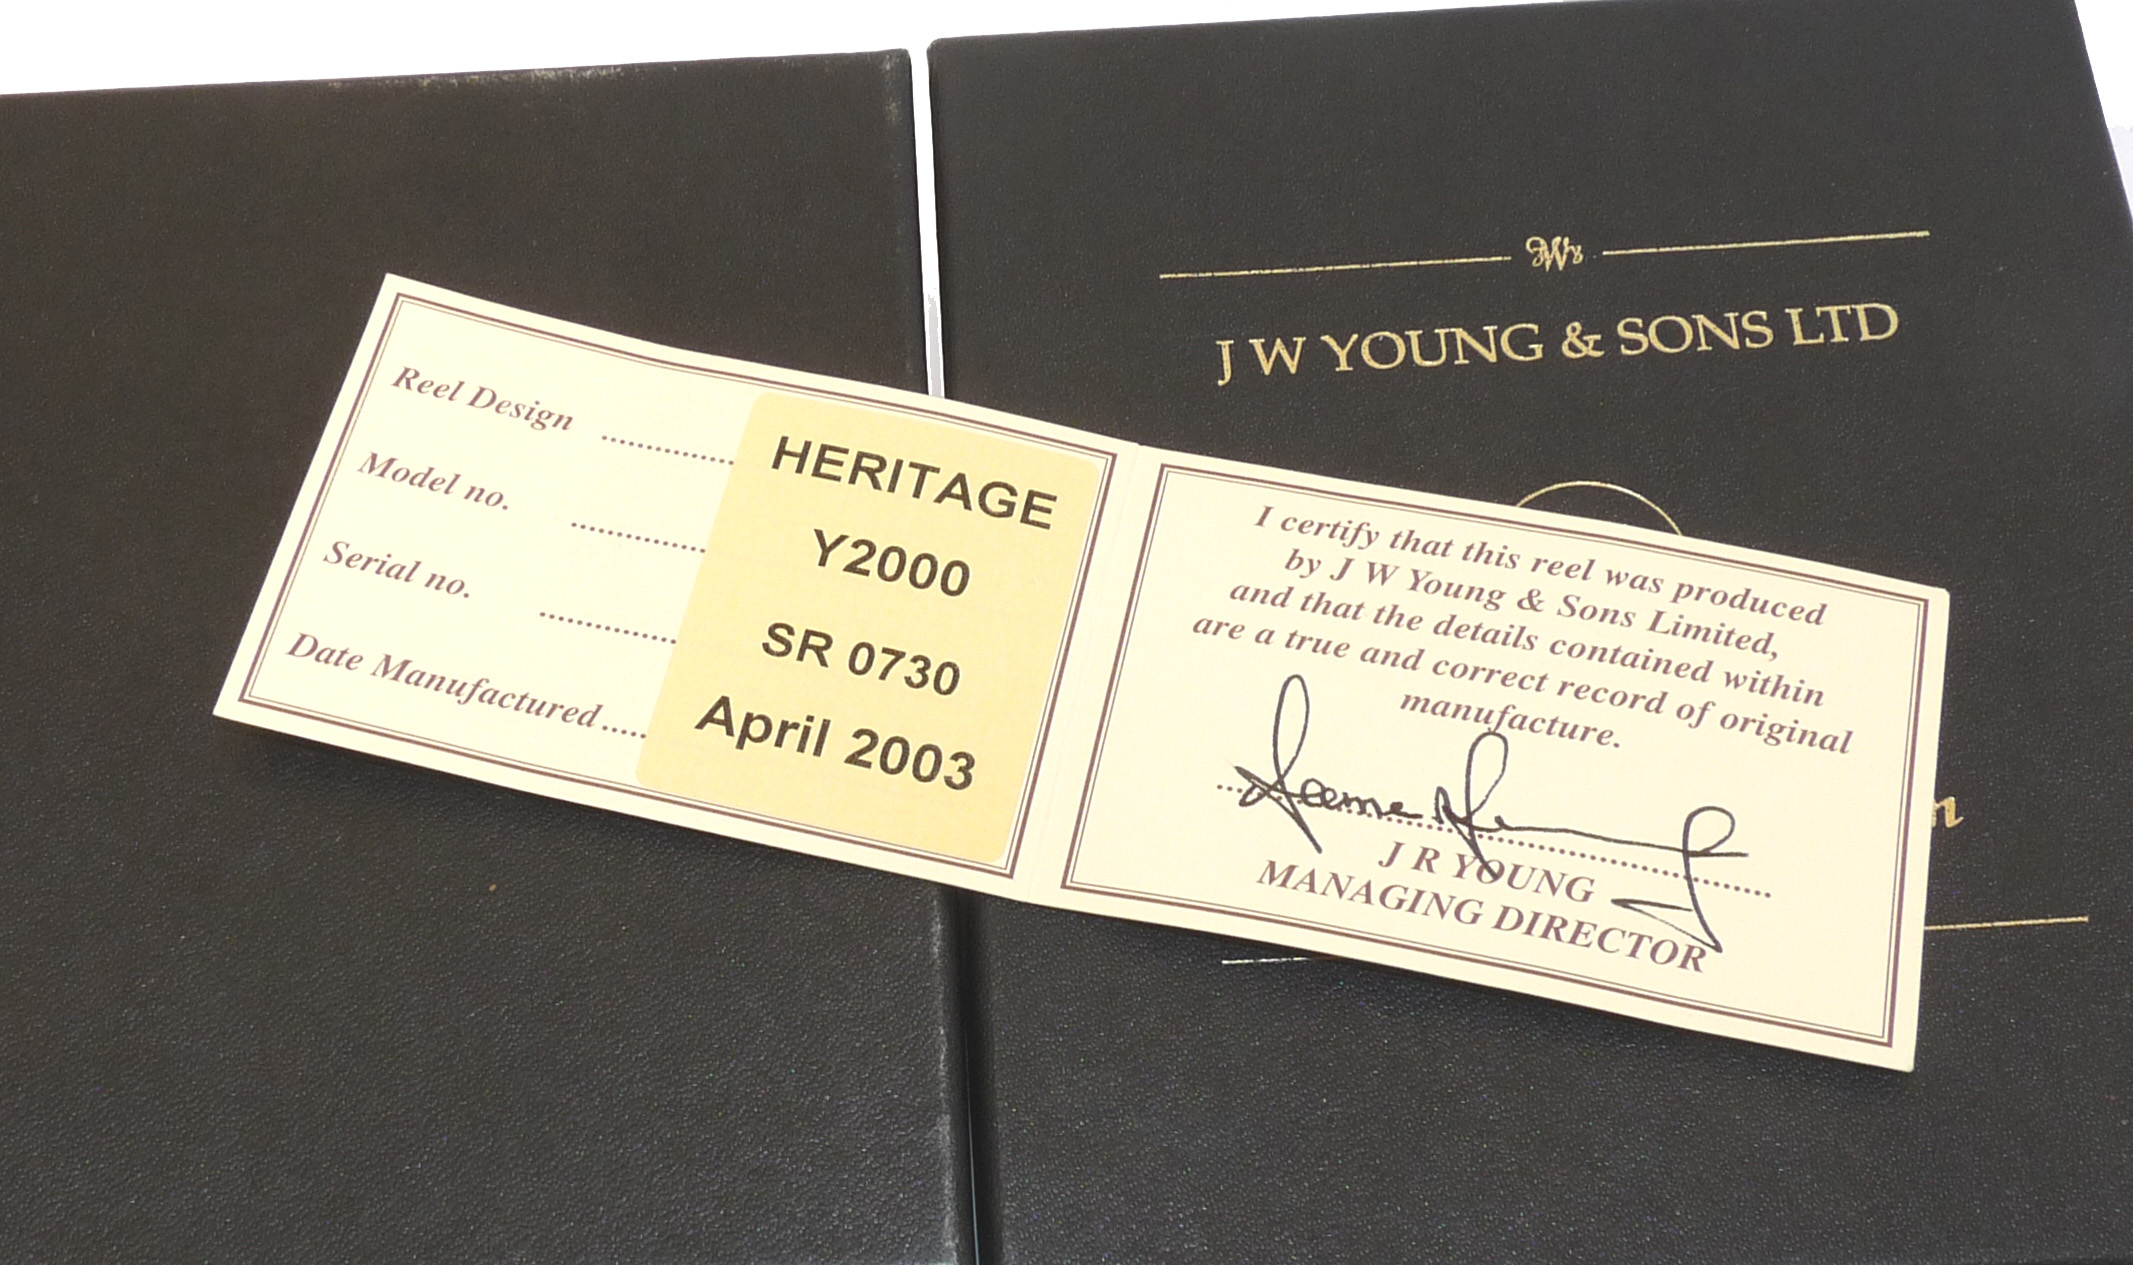 J W YOUNG & SONS LTD
Reel Design .............. HERITAGE
Model no. .............. Y2000
Serial no. .............. SR 0730
Date Manufactured ..... April 2003
I certify that this reel was produced
by J W Young & Sons Limited,
and that the details contained within
are a true and correct record of original
manufacture.
J R YOUNG
MANAGING DIRECTOR